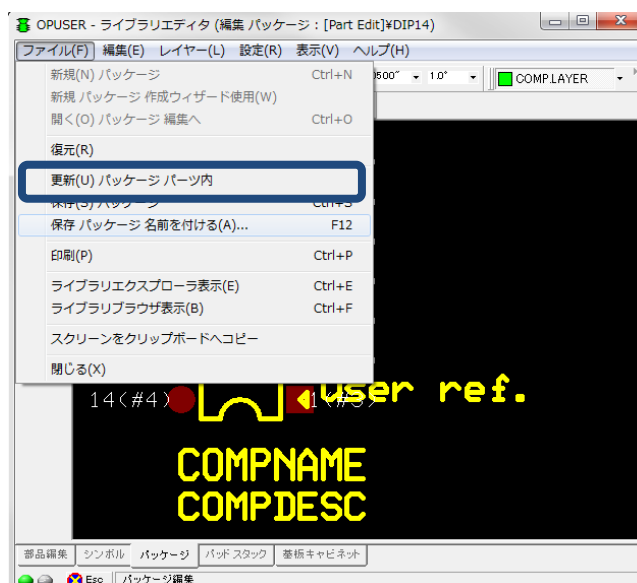 OPUSER - ライブラリエディタ (編集 パッケージ : [Part Edit]¥DIP14)
ファイル(F) 編集(E) レイヤー(L) 設定(R) 表示(V) ヘルプ(H)
新規(N) パッケージ Ctrl+N
新規 パッケージ 作成ウィザード使用(W)
開く(O) パッケージ 編集へ Ctrl+O
1.0° COMP.LAYER
復元(R)
更新(U) パッケージ パーツ内
保存(S) パッケージ Ctrl+S
保存 パッケージ 名前を付ける(A)... F12
印刷(P) Ctrl+P
ライブラリエクスプローラ表示(E) Ctrl+E
ライブラリブラウザ表示(B) Ctrl+F
スクリーンをクリップボードへコピー
閉じる(X)
14(#4) user ref.
COMPNAME
COMPDESC
部品編集 シンボル パッケージ パッド スタック 基板キャビネット
Esc パッケージ編集